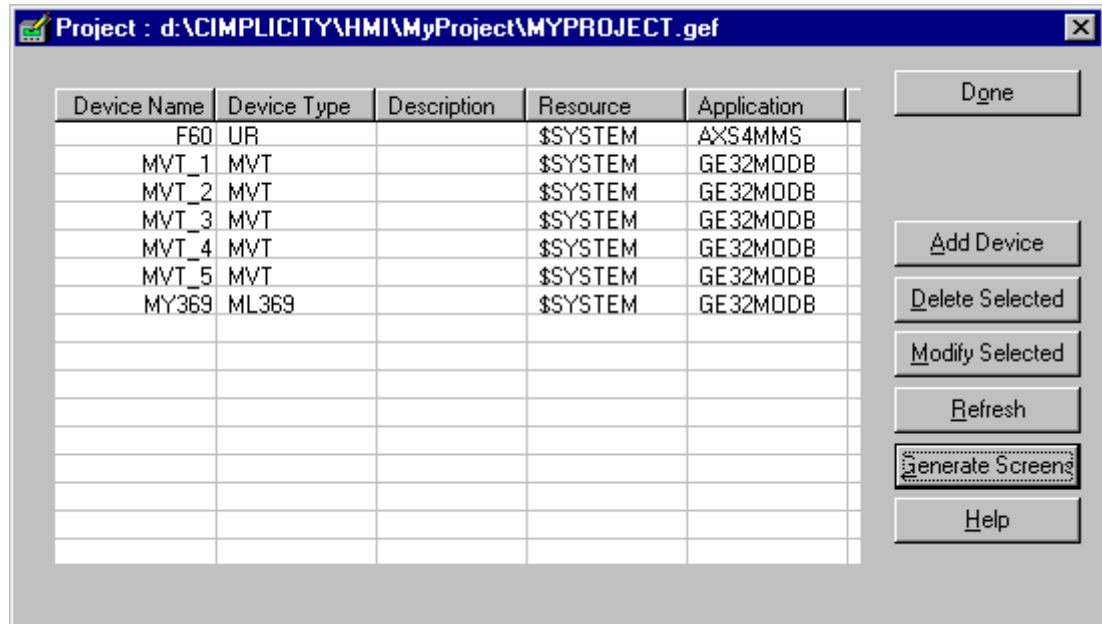 Project : d:\CIMPLICITY\HMI\MyProject\MYPROJECT.gef
Device Name Device Type Description Resource Application
F60 UR $SYSTEM AXS4MMS
MVT_1 MVT $SYSTEM GE32MODB
MVT_2 MVT $SYSTEM GE32MODB
MVT_3 MVT $SYSTEM GE32MODB
MVT_4 MVT $SYSTEM GE32MODB
MVT_5 MVT $SYSTEM GE32MODB
MY369 ML369 $SYSTEM GE32MODB
Done
Add Device
Delete Selected
Modify Selected
Refresh
Generate Screens
Help